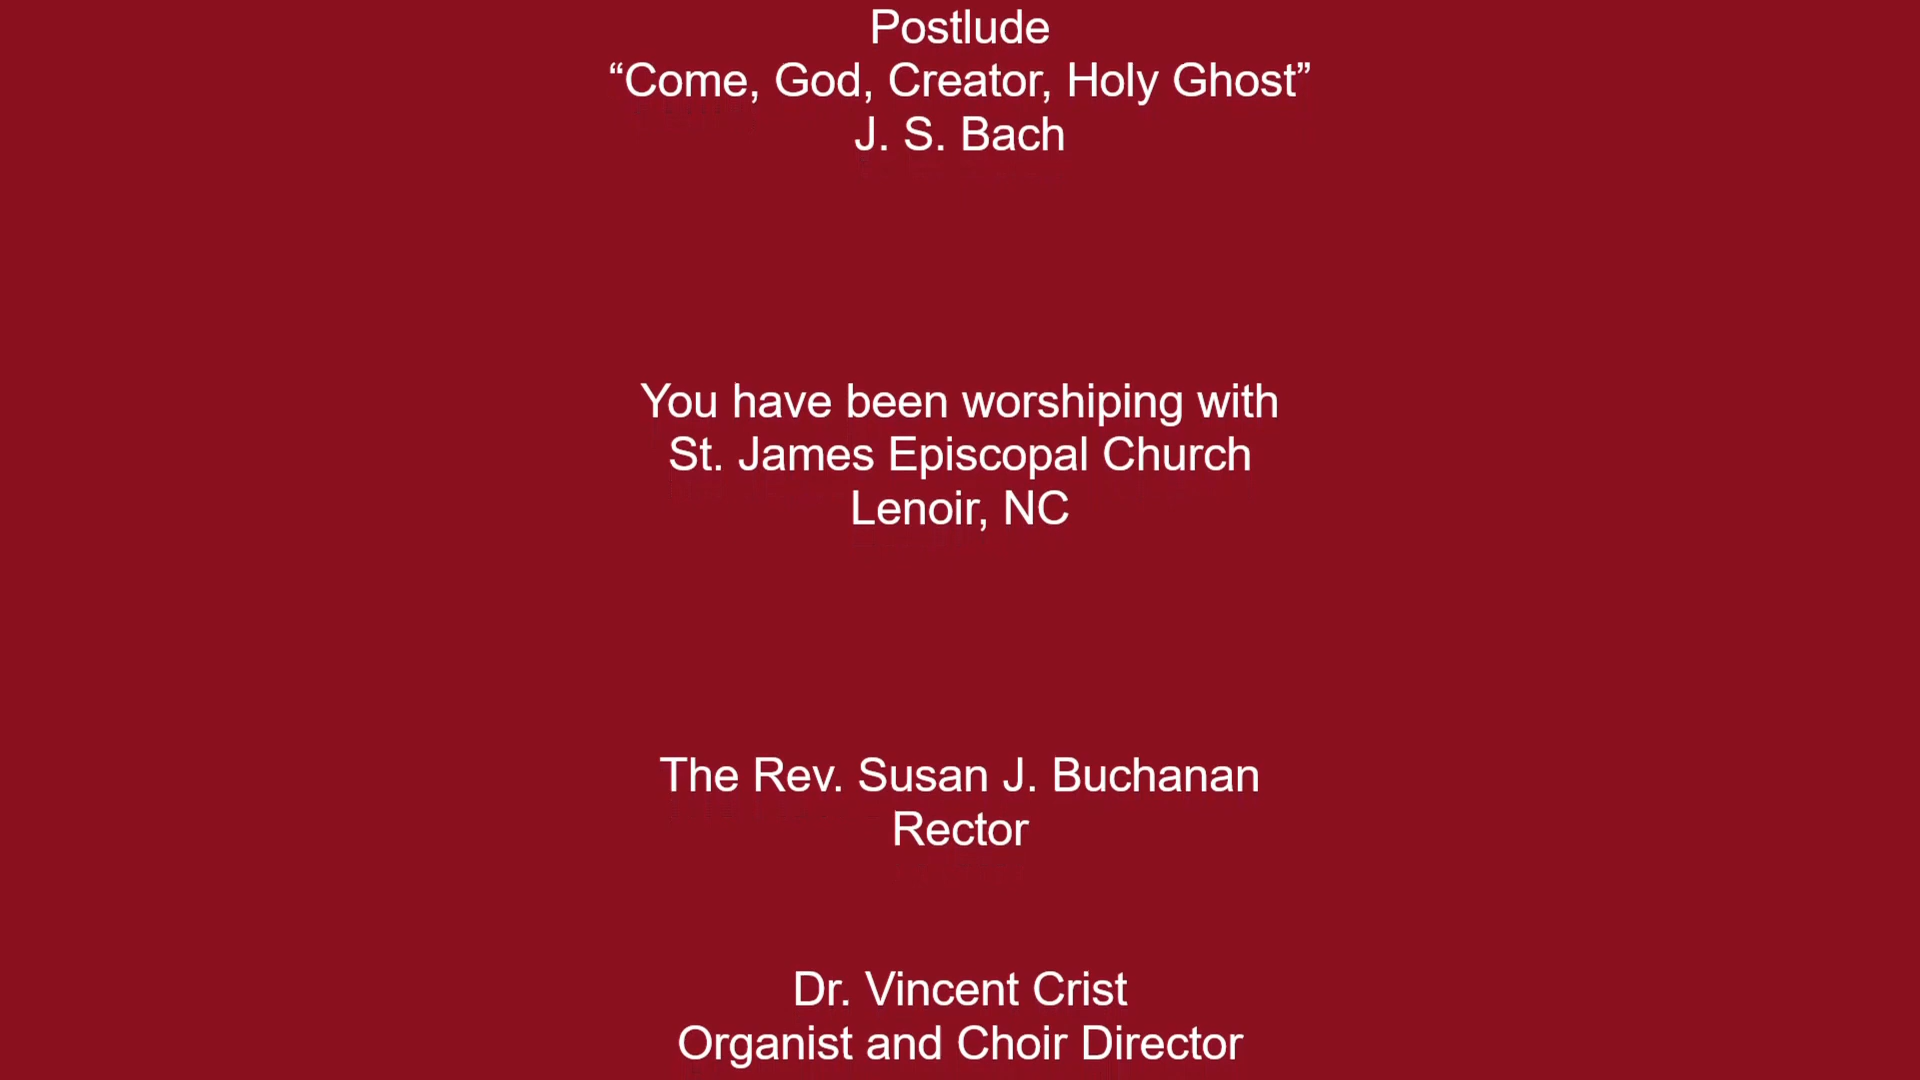 Postlude
“Come, God, Creator, Holy Ghost”
J. S. Bach
You have been worshiping with
St. James Episcopal Church
Lenoir, NC
The Rev. Susan J. Buchanan
Rector
Dr. Vincent Crist
Organist and Choir Director